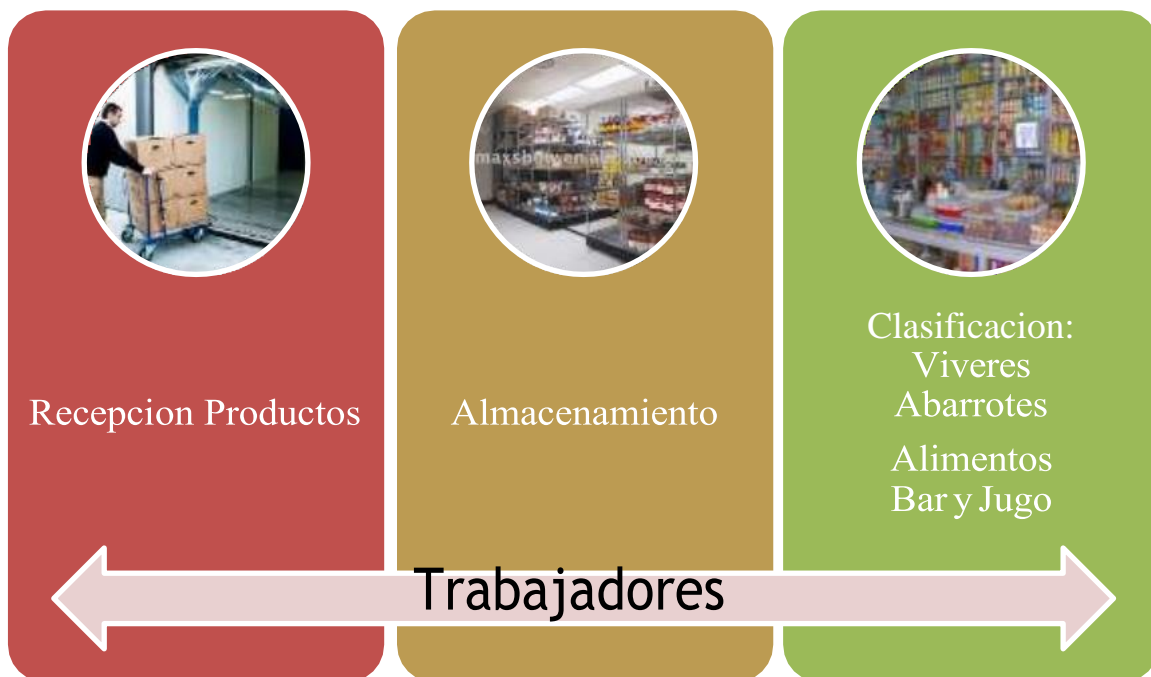 Recepcion Productos
Almacenamiento
Clasificacion:
Viveres
Abarrotes
Alimentos
Bar y Jugo
Trabajadores